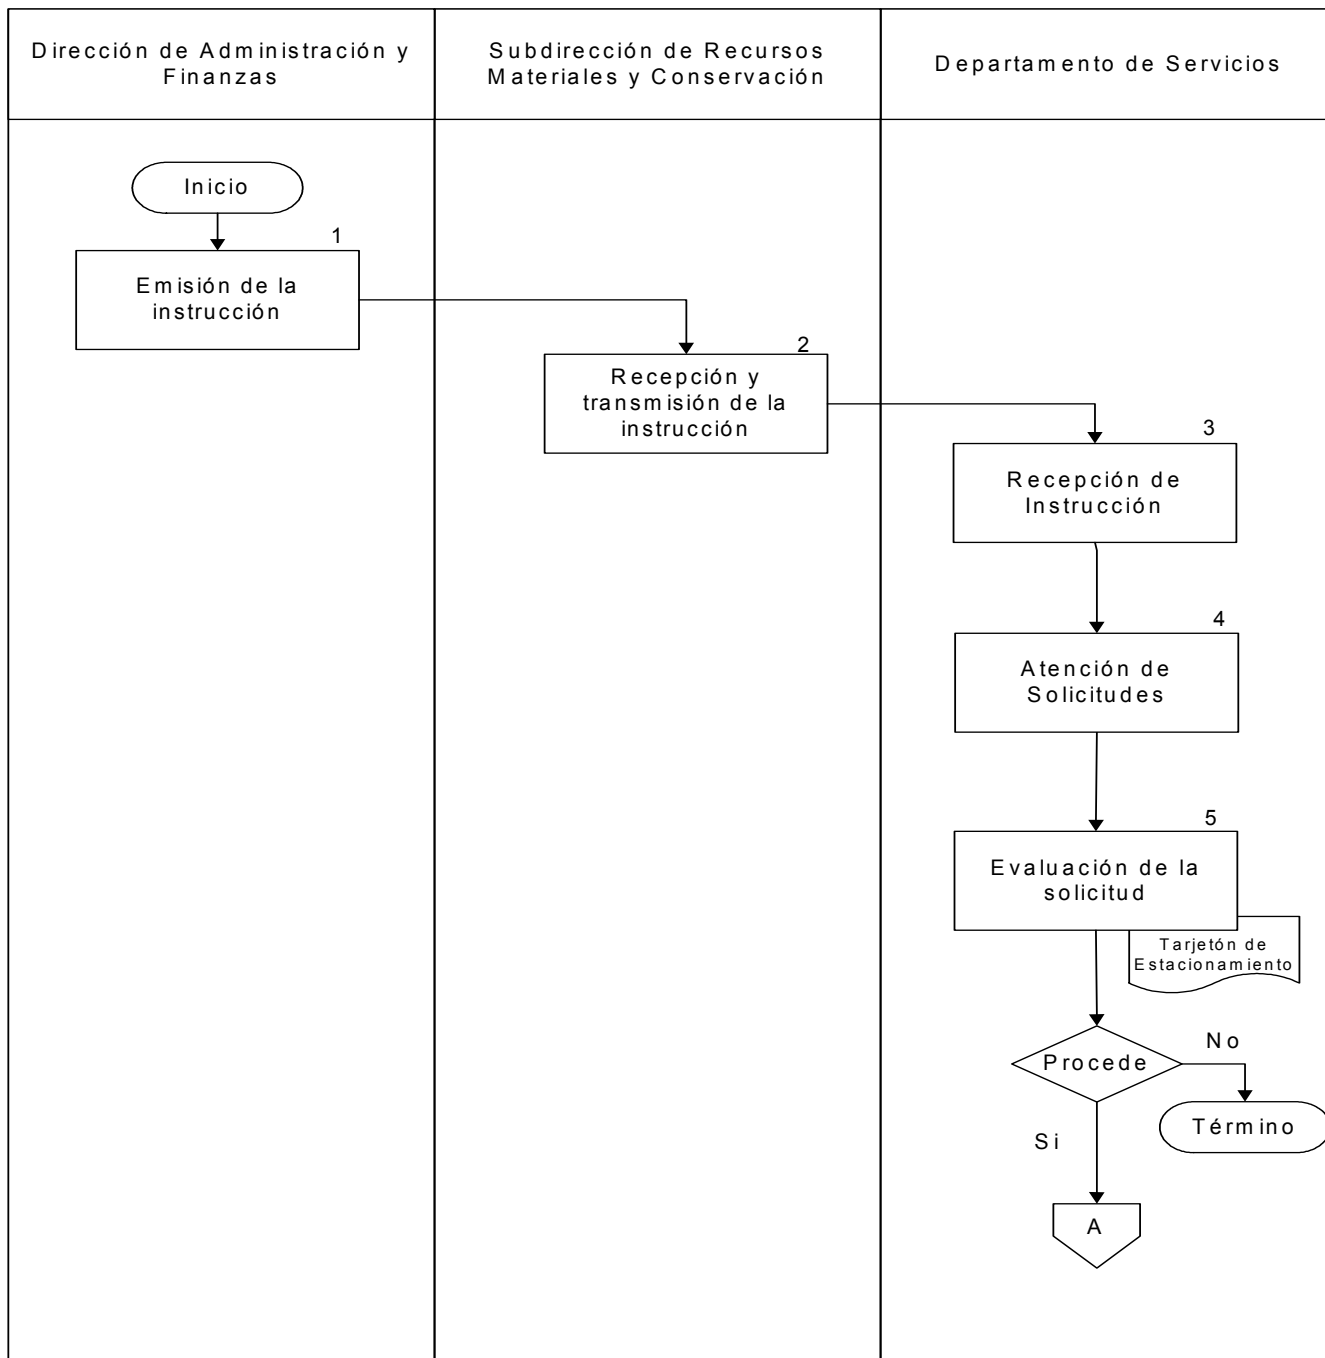 Dirección de Administración y
Finanzas
Subdirección de Recursos
Materiales y Conservación
Departamento de Servicios
Inicio
1
Emisión de la
instrucción
2
Recepción y
transmisión de la
instrucción
3
Recepción de
Instrucción
4
Atención de
Solicitudes
5
Evaluación de la
solicitud
Tarjetón de
Estacionamiento
Procede
No
Término
Si
A